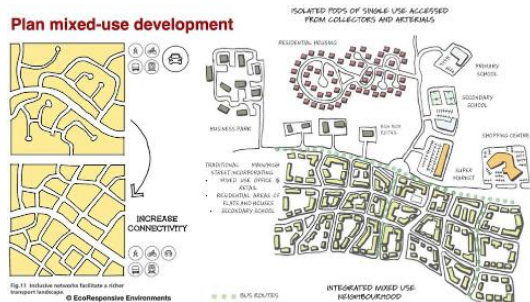 Plan mixed-use development
ISOLATED PODS OF SINGLE USE ACCESSED
FROM COLLECTORS AND ARTERIALS
RESIDENTIAL HOUSING
PRIMARY
SCHOOL
SECONDARY
SCHOOL
BUSINESS PARK
SHOPPING CENTRE
SUPER
MARKET
TRADITIONAL MAIN/HIGH
STREET INCORPORATING
• MIXED USE OFFICE &
RETAIL
• RESIDENTIAL AREAS OF
FLATS AND HOUSES
• SECONDARY SCHOOL
INCREASE
CONNECTIVITY
Fig.11 Inclusive networks facilitate a richer
transport landscape.
© EcoResponsive Environments
BUS ROUTES
INTEGRATED MIXED USE
NEIGHBOURHOOD